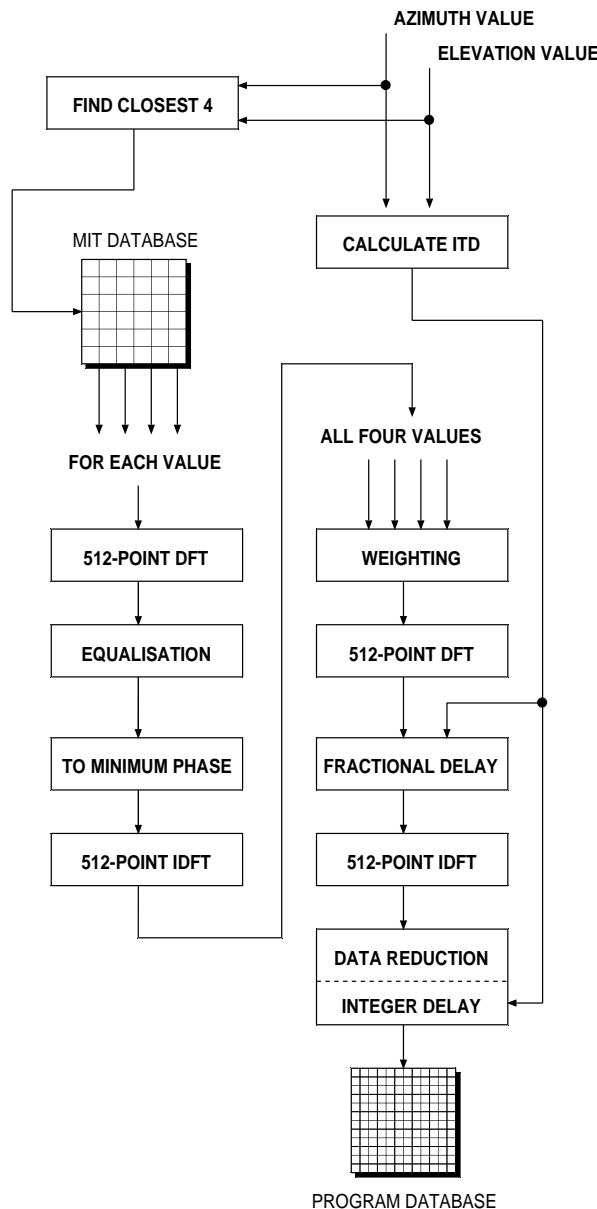 AZIMUTH VALUE
ELEVATION VALUE
FIND CLOSEST 4
CALCULATE ITD
MIT DATABASE
FOR EACH VALUE
512-POINT DFT
EQUALISATION
TO MINIMUM PHASE
512-POINT IDFT
ALL FOUR VALUES
WEIGHTING
512-POINT DFT
FRACTIONAL DELAY
512-POINT IDFT
DATA REDUCTION
INTEGER DELAY
PROGRAM DATABASE